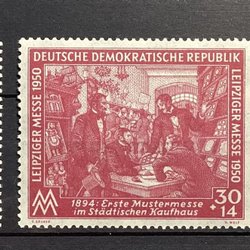 DEUTSCHE DEMOKRATISCHE REPUBLIK
LEIPZIGER MESSE 1950
LEIPZIGER MESSE 1950
MM
1894: Erste Mustermesse
im Städtischen Kaufhaus
30
+14